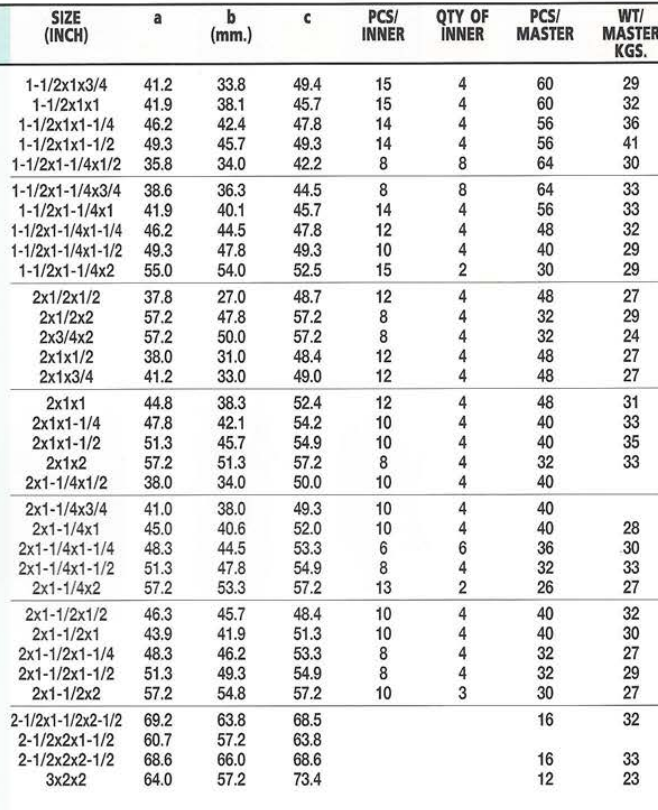 SIZE a b c PCS/ QTY OF PCS/ WT/
(INCH) (mm.) INNER INNER MASTER MASTER
KGS.
1-1/2x1x3/4 41.2 33.8 49.4 15 4 60 29
1-1/2x1x1 41.9 38.1 45.7 15 4 60 32
1-1/2x1x1-1/4 46.2 42.4 47.8 14 4 56 36
1-1/2x1x1-1/2 49.3 45.7 49.3 14 4 56 41
1-1/2x1-1/4x1/2 35.8 34.0 42.2 8 8 64 30
1-1/2x1-1/4x3/4 38.6 36.3 44.5 8 8 64 33
1-1/2x1-1/4x1 41.9 40.1 45.7 14 4 56 33
1-1/2x1-1/4x1-1/4 46.2 44.5 47.8 12 4 48 32
1-1/2x1-1/4x1-1/2 49.3 47.8 49.3 10 4 40 29
1-1/2x1-1/4x2 55.0 54.0 52.5 15 2 30 29
2x1/2x1/2 37.8 27.0 48.7 12 4 48 27
2x1/2x2 57.2 47.8 57.2 8 4 32 29
2x3/4x2 57.2 50.0 57.2 8 4 32 24
2x1x1/2 38.0 31.0 48.4 12 4 48 27
2x1x3/4 41.2 33.0 49.0 12 4 48 27
2x1x1 44.8 38.3 52.4 12 4 48 31
2x1x1-1/4 47.8 42.1 54.2 10 4 40 33
2x1x1-1/2 51.3 45.7 54.9 10 4 40 35
2x1x2 57.2 51.3 57.2 8 4 32 33
2x1-1/4x1/2 38.0 34.0 50.0 10 4 40
2x1-1/4x3/4 41.0 38.0 49.3 10 4 40
2x1-1/4x1 45.0 40.6 52.0 10 4 40 28
2x1-1/4x1-1/4 48.3 44.5 53.3 6 6 36 30
2x1-1/4x1-1/2 51.3 47.8 54.9 8 4 32 33
2x1-1/4x2 57.2 53.3 57.2 13 2 26 27
2x1-1/2x1/2 46.3 45.7 48.4 10 4 40 32
2x1-1/2x1 43.9 41.9 51.3 10 4 40 30
2x1-1/2x1-1/4 48.3 46.2 53.3 8 4 32 27
2x1-1/2x1-1/2 51.3 49.3 54.9 8 4 32 29
2x1-1/2x2 57.2 54.8 57.2 10 3 30 27
2-1/2x1-1/2x2-1/2 69.2 63.8 68.5 16 32
2-1/2x2x1-1/2 60.7 57.2 63.8
2-1/2x2x2-1/2 68.6 66.0 68.6 16 33
3x2x2 64.0 57.2 73.4 12 23